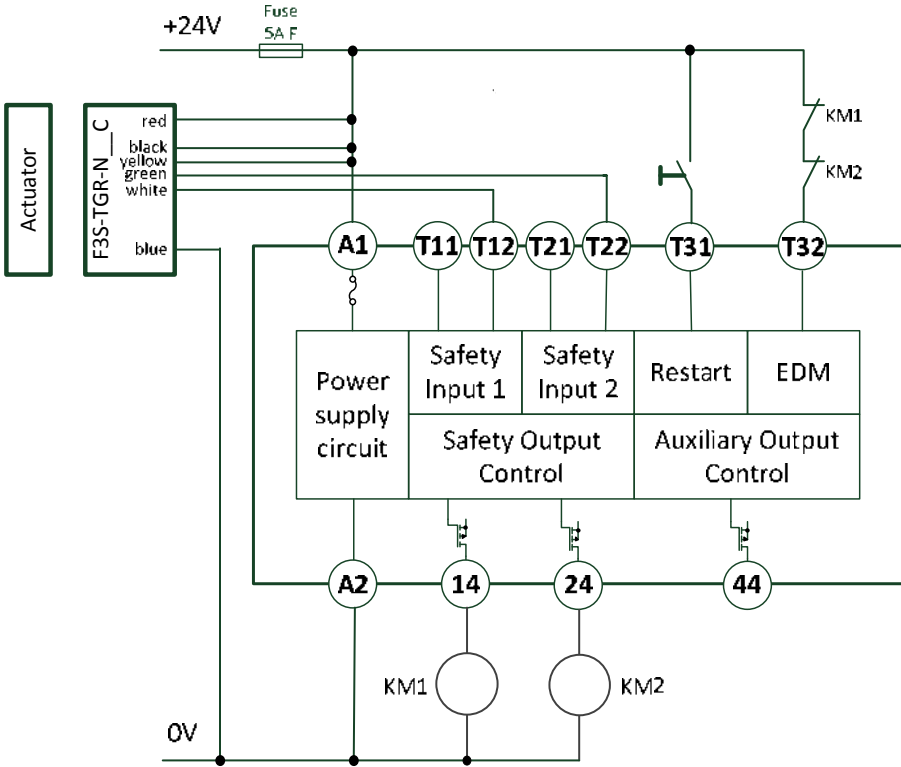 Fuse
5A F
+24V
KM1
KM2
red
black
yellow
green
white
blue
F3S-TGR-N__C
Actuator
A1
T11
T12
T21
T22
T31
T32
Power
supply
circuit
Safety
Input 1
Safety
Input 2
Restart
EDM
Safety Output
Control
Auxiliary Output
Control
A2
14
24
44
KM1
KM2
0V